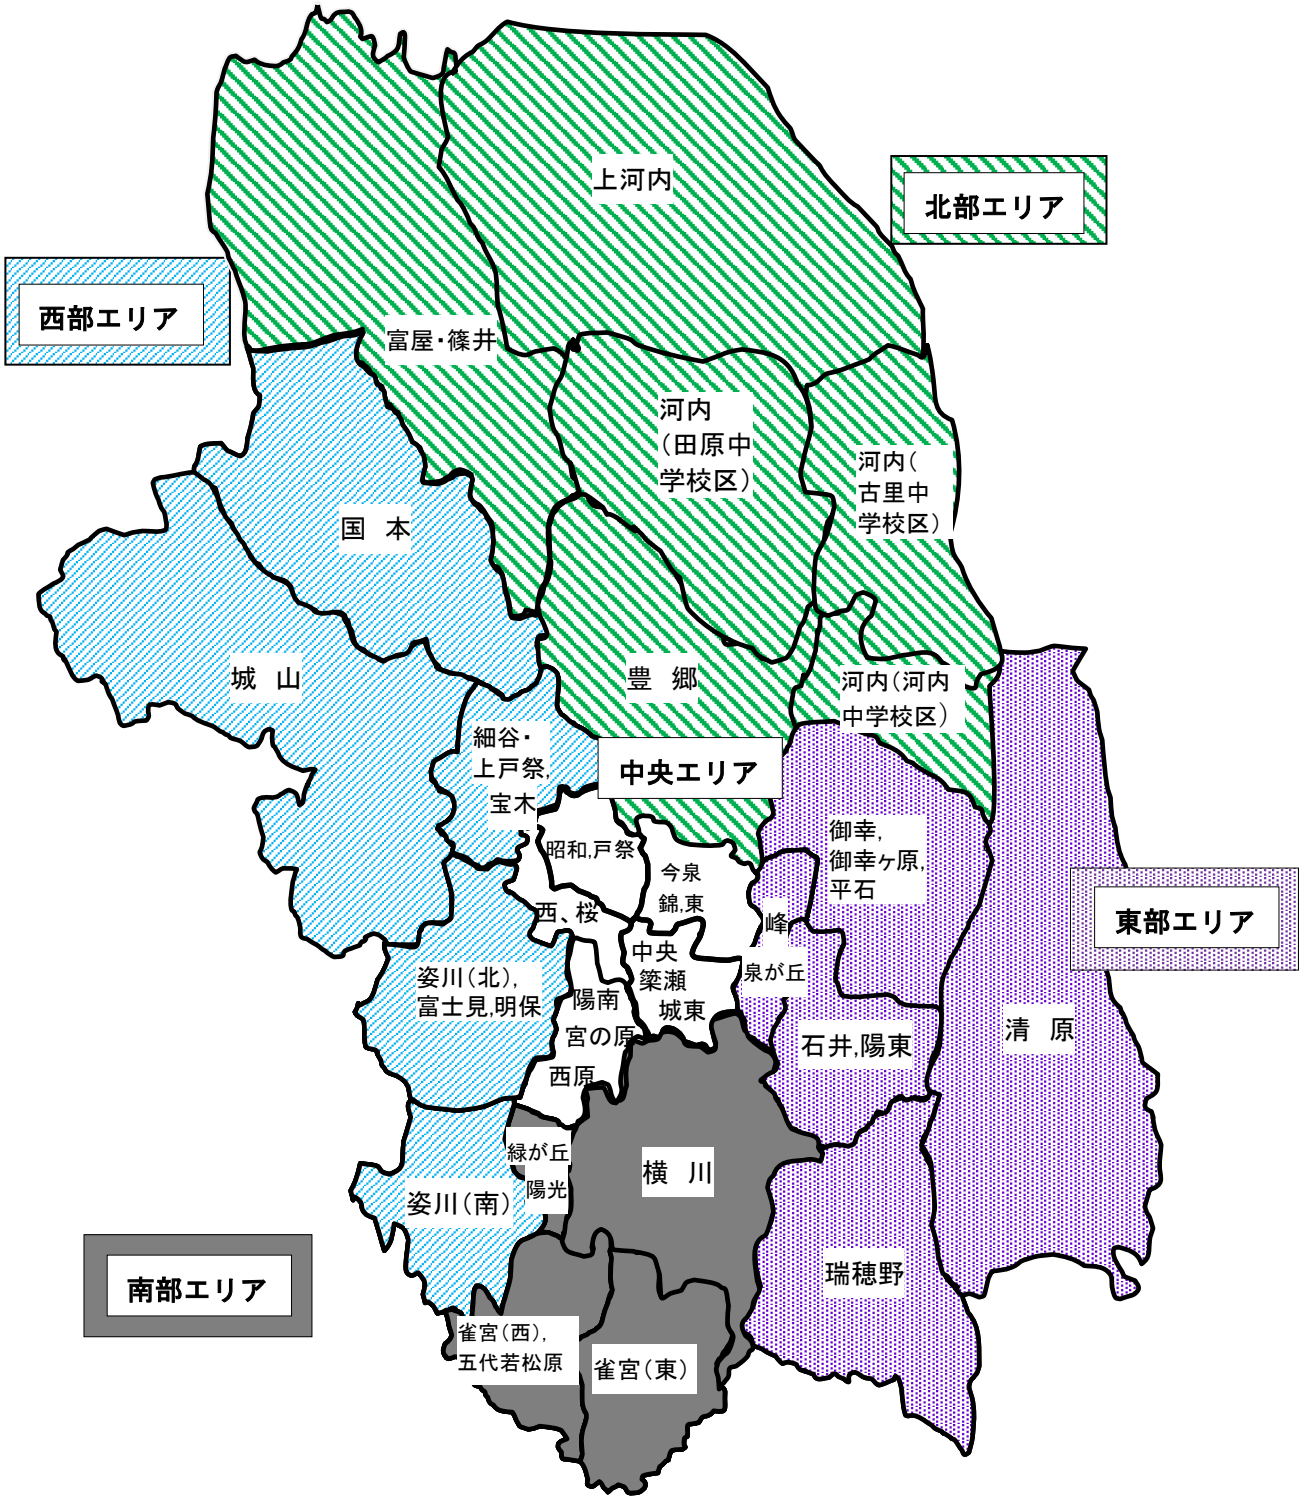 上河内
北部エリア
西部エリア
富屋・篠井
河内
（田原中
学校区）
河内（
古里中
学校区）
国　本
城　山
豊　郷
河内（河内
中学校区）
細谷・
上戸祭,
宝木
中央エリア
御幸,
御幸ヶ原,
平石
昭和,戸祭
今泉
錦,東
西、桜
峰
東部エリア
中央
簗瀬
城東
泉が丘
姿川（北）,
富士見,明保
陽南
宮の原
西原
石井,陽東
清　原
緑が丘
陽光
横　川
姿川（南）
南部エリア
瑞穂野
雀宮（西）,
五代若松原
雀宮（東）